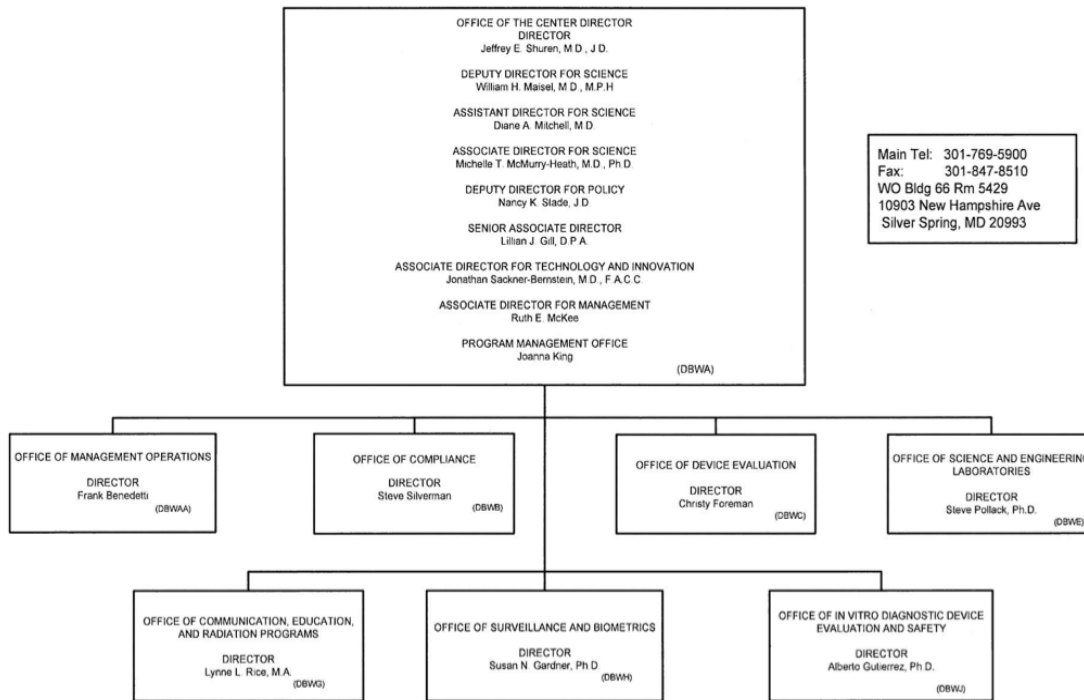 OFFICE OF THE CENTER DIRECTOR
DIRECTOR
Jeffrey E. Shuren, M.D., J.D.
DEPUTY DIRECTOR FOR SCIENCE
William H. Maisel, M.D., M.P.H
ASSISTANT DIRECTOR FOR SCIENCE
Diane A. Mitchell, M.D.
ASSOCIATE DIRECTOR FOR SCIENCE
Michelle T. McMurry-Heath, M.D., Ph.D.
DEPUTY DIRECTOR FOR POLICY
Nancy K. Stade, J.D.
SENIOR ASSOCIATE DIRECTOR
Lillian J. Gill, D.P.A.
ASSOCIATE DIRECTOR FOR TECHNOLOGY AND INNOVATION
Jonathan Sackner-Bernstein, M.D., F.A.C.C.
ASSOCIATE DIRECTOR FOR MANAGEMENT
Ruth E. McKee
PROGRAM MANAGEMENT OFFICE
Joanna King
(DBWA)
Main Tel: 301-769-5900
Fax: 301-847-8510
WO Bldg 66 Rm 5429
10903 New Hampshire Ave
Silver Spring, MD 20993
OFFICE OF MANAGEMENT OPERATIONS
DIRECTOR
Frank Benedetti
(DBWAA)
OFFICE OF COMPLIANCE
DIRECTOR
Steve Silverman
(DBWB)
OFFICE OF DEVICE EVALUATION
DIRECTOR
Christy Foreman
(DBWC)
OFFICE OF SCIENCE AND ENGINEERING
LABORATORIES
DIRECTOR
Steve Pollack, Ph.D.
(DBWE)
OFFICE OF COMMUNICATION, EDUCATION,
AND RADIATION PROGRAMS
DIRECTOR
Lynne L. Rice, M.A.
(DBWG)
OFFICE OF SURVEILLANCE AND BIOMETRICS
DIRECTOR
Susan N. Gardner, Ph.D
(DBWH)
OFFICE OF IN VITRO DIAGNOSTIC DEVICE
EVALUATION AND SAFETY
DIRECTOR
Alberto Gutierrez, Ph.D.
(DBWJ)